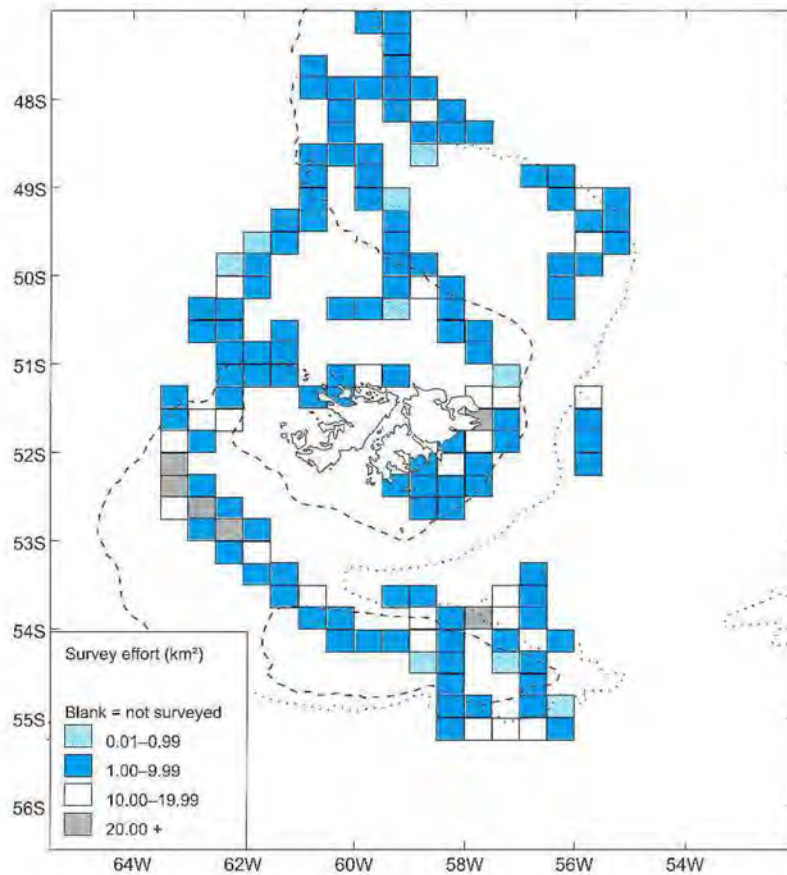 48S
49S
50S
51S
52S
53S
54S
55S
56S
Survey effort (km²)
Blank = not surveyed
0.01–0.99
1.00–9.99
10.00–19.99
20.00 +
64W
62W
60W
58W
56W
54W